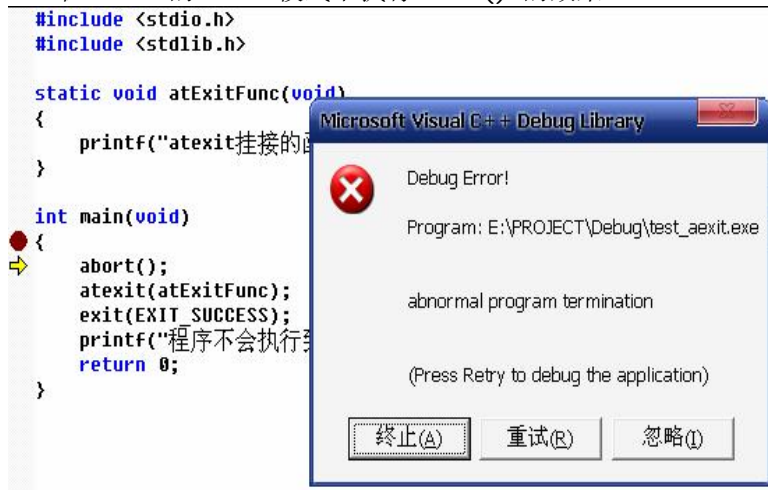 #include <stdio.h>
#include <stdlib.h>
static void atExitFunc(void)
{
printf("atexit挂接的
}
int main(void)
{
abort();
atexit(atExitFunc);
exit(EXIT_SUCCESS);
printf("程序不会执行
return 0;
}
Microsoft Visual C++ Debug Library
Debug Error!
Program: E:\PROJECT\Debug\test_aexit.exe
abnormal program termination
(Press Retry to debug the application)
终止(A) 重试(R) 忽略(I)